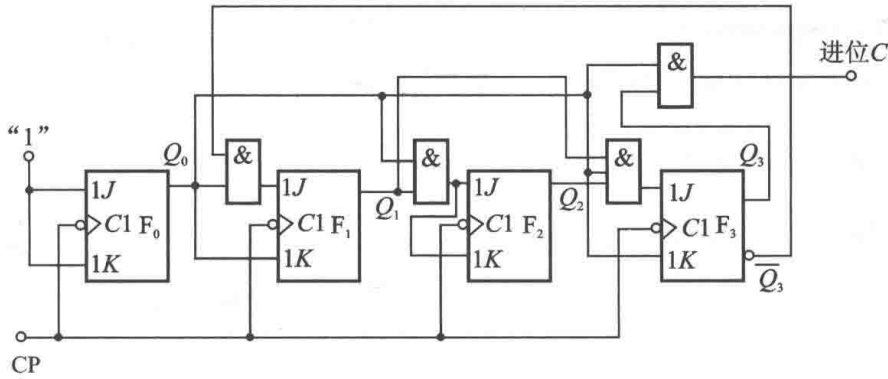 进位C
&
"1"
Q₀
&
&
&
Q₃
1J
1J
1J
1J
Q₁
Q₂
C1 F₀
C1 F₁
C1 F₂
C1 F₃
1K
1K
1K
1K
Q̅₃
CP